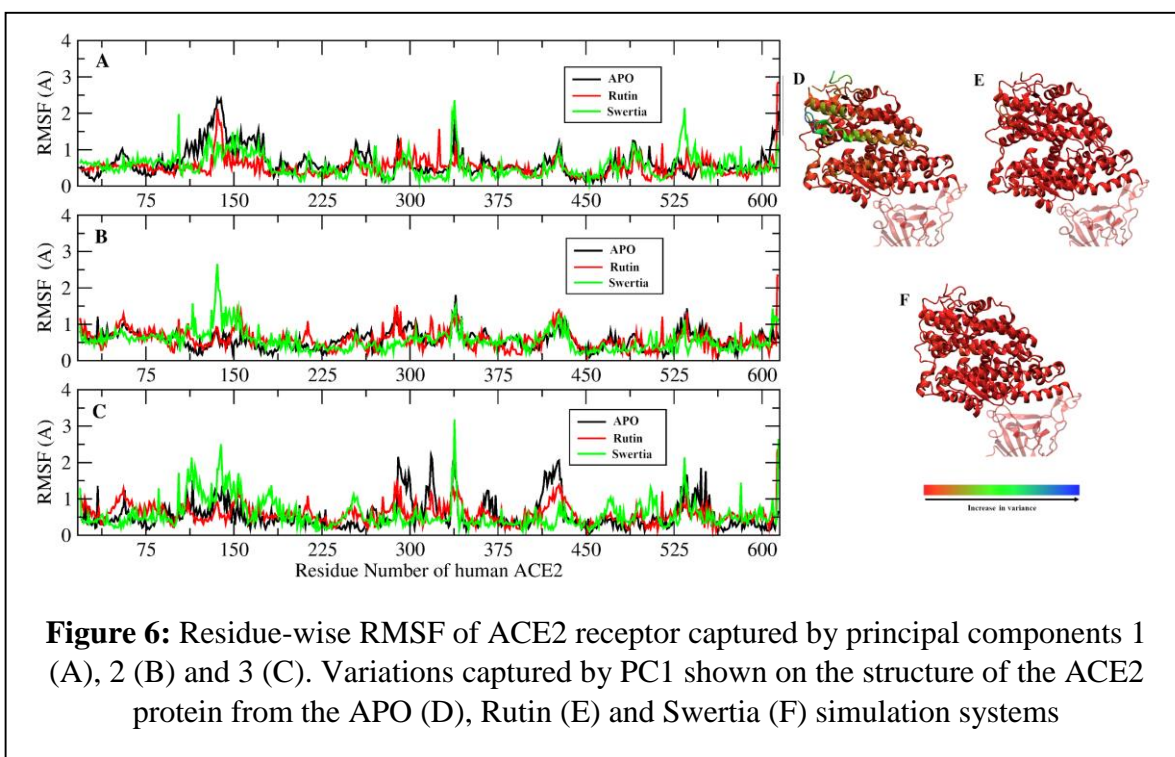 4
A
APO
Rutin
Swertia
3
2
1
0
RMSF (A)
75 150 225 300 375 450 525 600
4
B
APO
Rutin
Swertia
3
2
1
0
RMSF (A)
75 150 225 300 375 450 525 600
4
C
APO
Rutin
Swertia
3
2
1
0
RMSF (A)
75 150 225 300 375 450 525 600
Residue Number of human ACE2
D
E
F
Increase in variance
Figure 6: Residue-wise RMSF of ACE2 receptor captured by principal components 1
(A), 2 (B) and 3 (C). Variations captured by PC1 shown on the structure of the ACE2
protein from the APO (D), Rutin (E) and Swertia (F) simulation systems